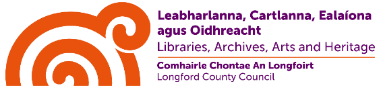 Leabharlanna, Cartlanna, Ealaíona
agus Oidhreacht
Libraries, Archives, Arts and Heritage
Comhairle Chontae An Longfoirt
Longford County Council